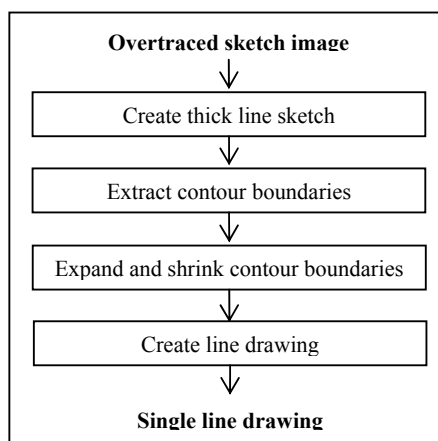 Overtraced sketch image
Create thick line sketch
Extract contour boundaries
Expand and shrink contour boundaries
Create line drawing
Single line drawing